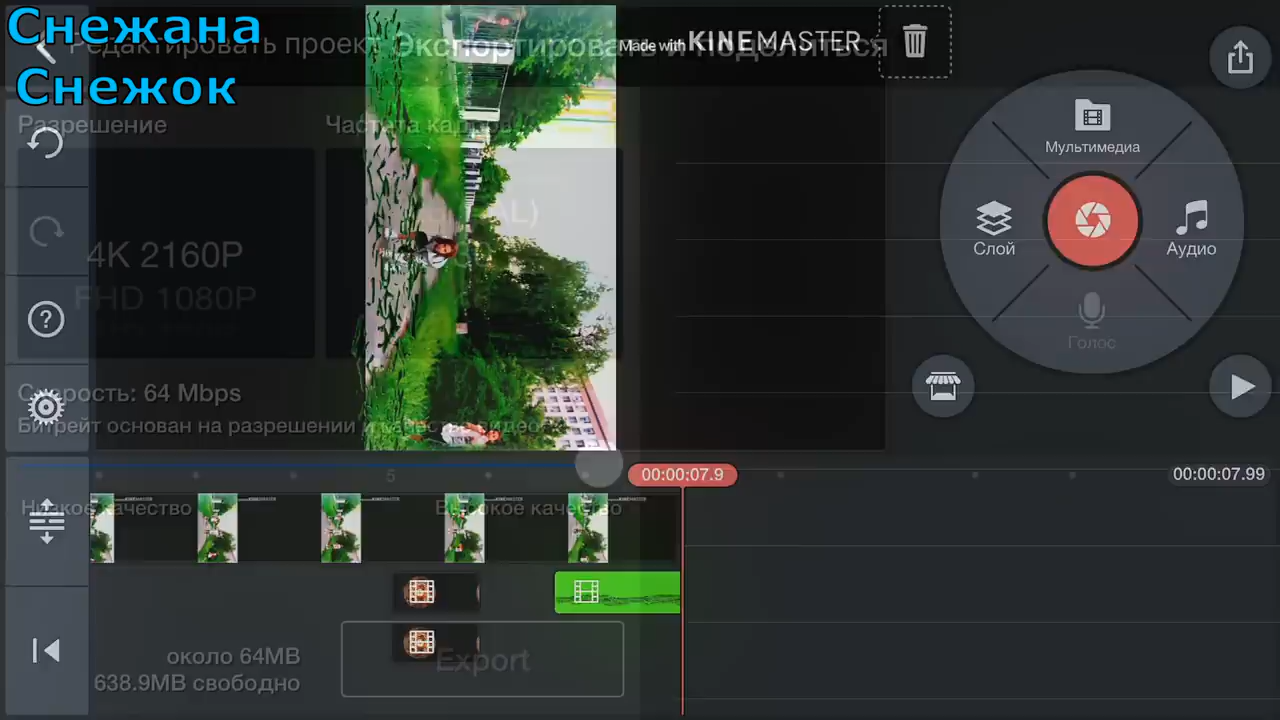 Снежана
Снежок
Редактировать проект
Экспортировать и поделиться
Made with KINEMASTER
Разрешение
Частота кадров
4K 2160P
FHD 1080P
Мультимедиа
Слой
Аудио
Голос
Скорость: 64 Mbps
Битрейт основан на разрешении и качестве видео
5
00:00:07.9
00:00:07.99
Низкое качество
Высокое качество
около 64MB
638.9MB свободно
Export